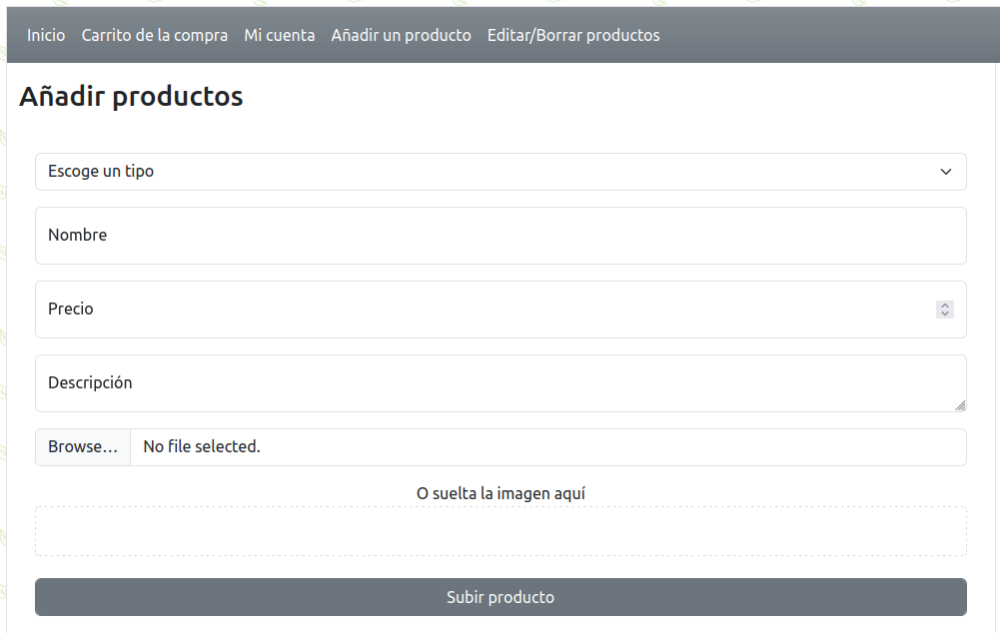 Inicio Carrito de la compra Mi cuenta Añadir un producto Editar/Borrar productos
Añadir productos
Escoge un tipo
Nombre
Precio
Descripción
Browse... No file selected.
O suelta la imagen aquí
Subir producto